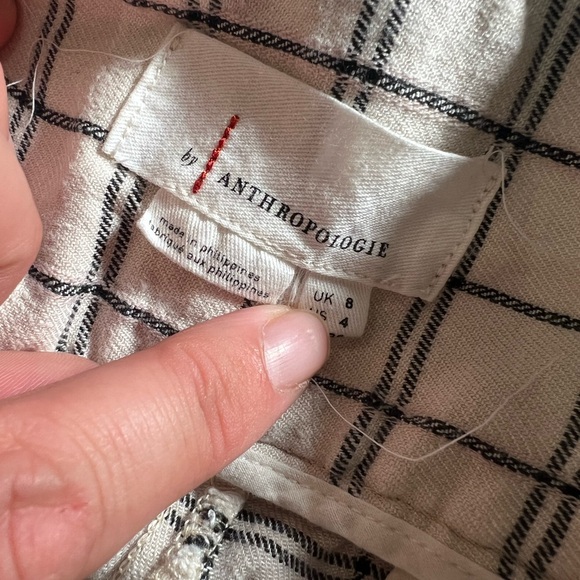 by ANTHROPOLOGIE
made in philippines
fabriqué aux philippines
UK 8
US 4